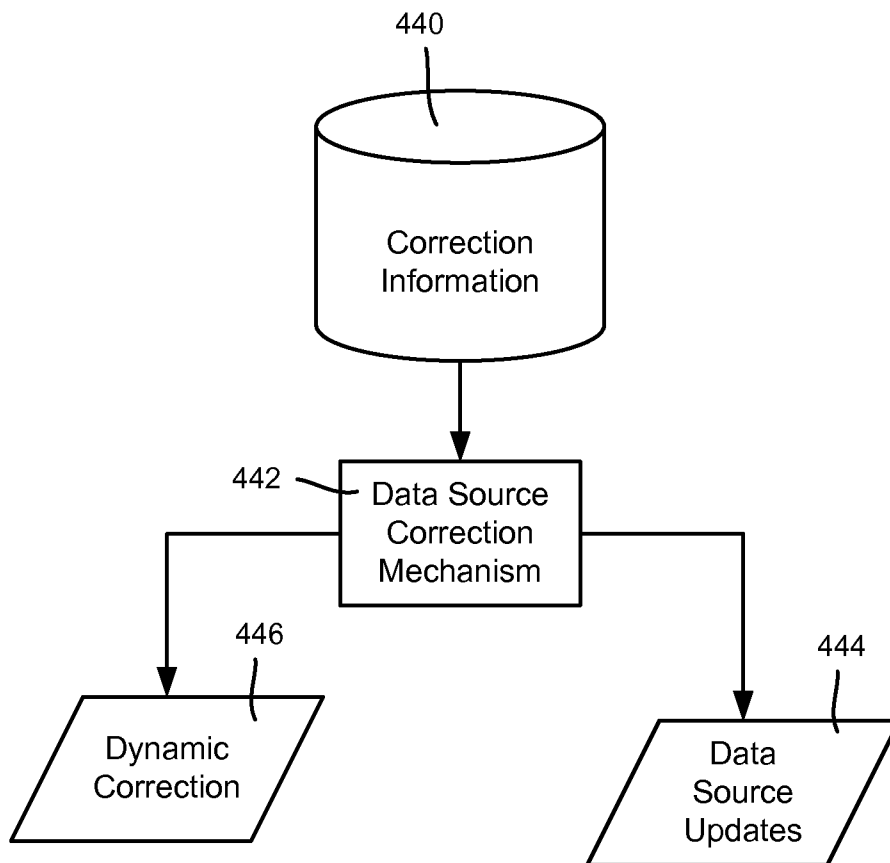 440
Correction
Information
442
Data Source
Correction
Mechanism
446
444
Dynamic
Correction
Data
Source
Updates